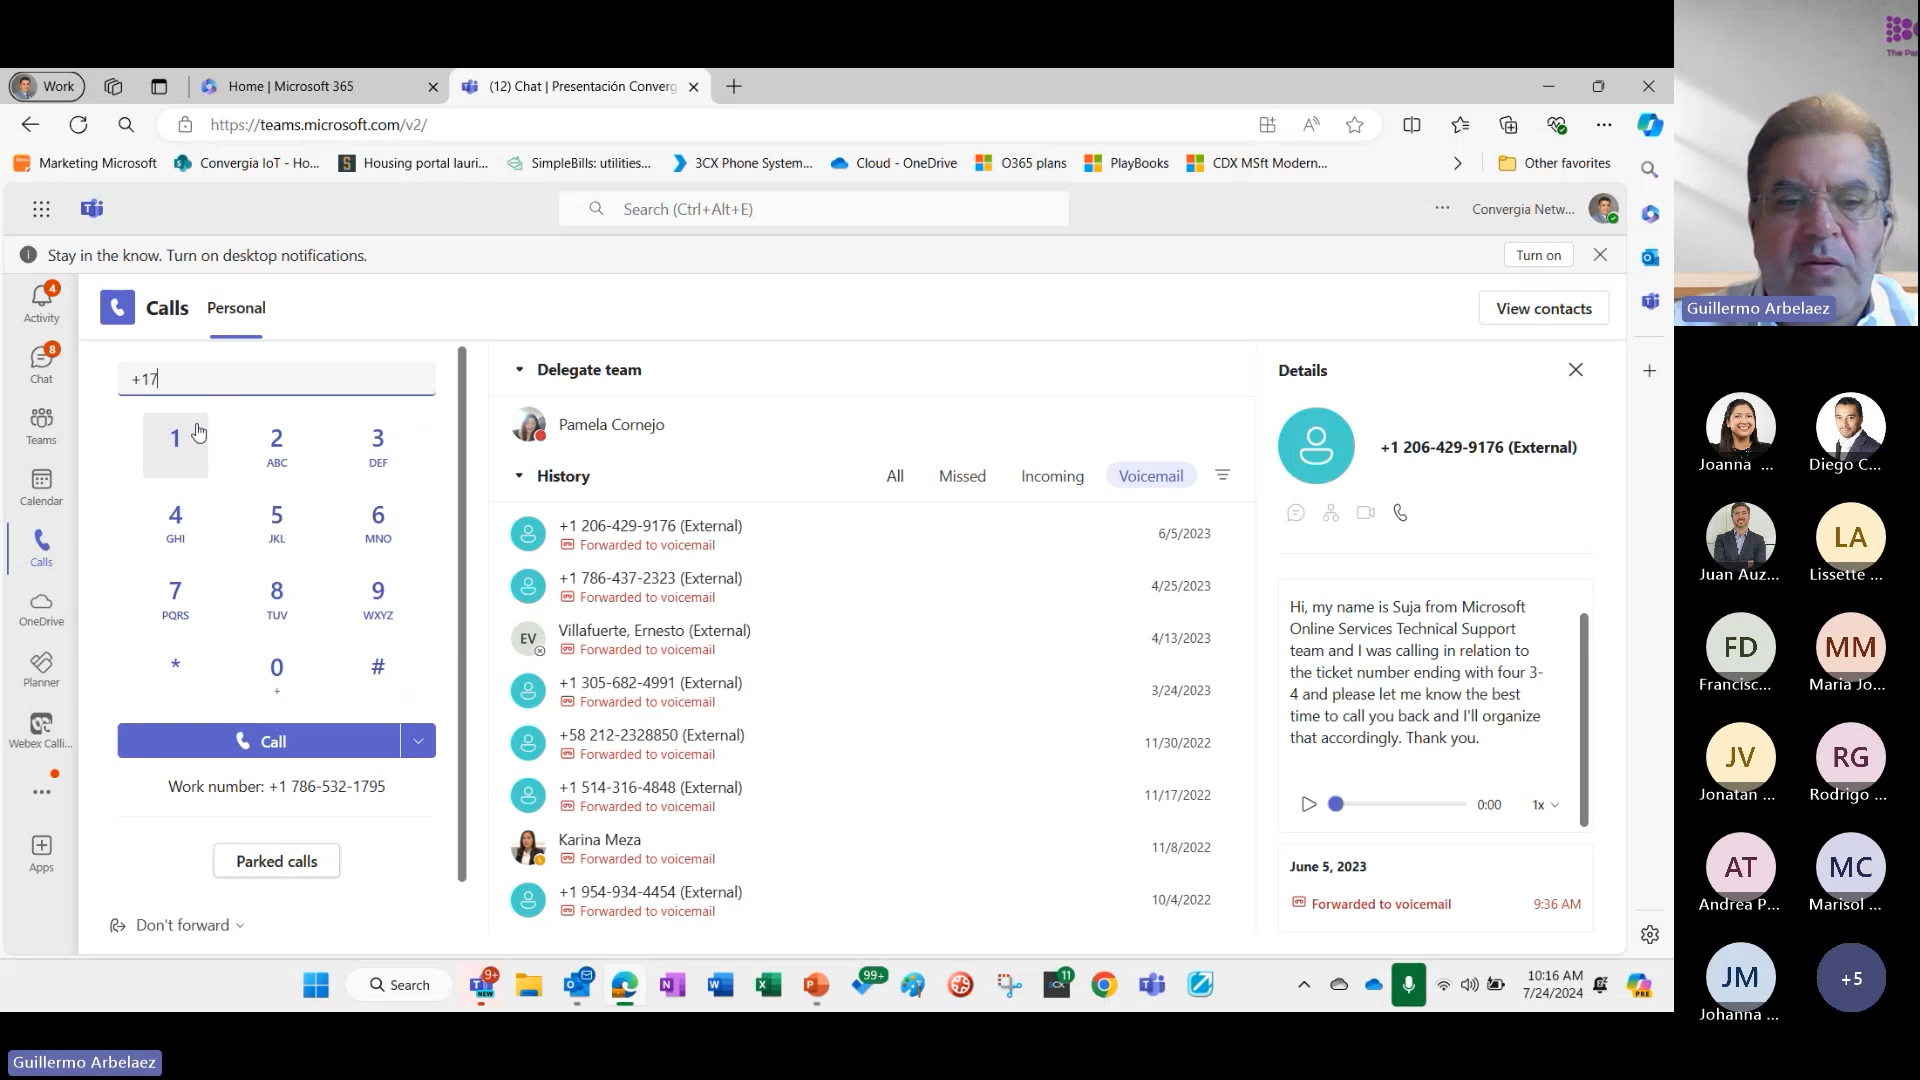 Work
Home | Microsoft 365
(12) Chat | Presentación Converg
https://teams.microsoft.com/v2/
Marketing Microsoft
Convergia IoT - Ho...
Housing portal lauri...
SimpleBills: utilities...
3CX Phone System...
Cloud - OneDrive
O365 plans
PlayBooks
CDX MSft Modern...
Other favorites
Search (Ctrl+Alt+E)
Convergia Netw...
Stay in the know. Turn on desktop notifications.
Turn on
4
Activity
8
Chat
Teams
Calendar
Calls
OneDrive
Planner
Webex Calli...
Apps
Calls
Personal
View contacts
+17
1
2
ABC
3
DEF
4
GHI
5
JKL
6
MNO
7
PQRS
8
TUV
9
WXYZ
*
0
+
#
Call
Work number: +1 786-532-1795
Parked calls
Don't forward
Delegate team
Pamela Cornejo
History
All
Missed
Incoming
Voicemail
+1 206-429-9176 (External)
Forwarded to voicemail
6/5/2023
+1 786-437-2323 (External)
Forwarded to voicemail
4/25/2023
EV
Villafuerte, Ernesto (External)
Forwarded to voicemail
4/13/2023
+1 305-682-4991 (External)
Forwarded to voicemail
3/24/2023
+58 212-2328850 (External)
Forwarded to voicemail
11/30/2022
+1 514-316-4848 (External)
Forwarded to voicemail
11/17/2022
Karina Meza
Forwarded to voicemail
11/8/2022
+1 954-934-4454 (External)
Forwarded to voicemail
10/4/2022
Details
+1 206-429-9176 (External)
Hi, my name is Suja from Microsoft
Online Services Technical Support
team and I was calling in relation to
the ticket number ending with four 3-
4 and please let me know the best
time to call you back and I'll organize
that accordingly. Thank you.
0:00
1x
June 5, 2023
Forwarded to voicemail
9:36 AM
Search
9+
NEW
99+
11
3CX
10:16 AM
7/24/2024
PRE
Guillermo Arbelaez
The Par
Guillermo Arbelaez
Joanna ...
Diego C...
Juan Auz...
LA
Lissette ...
FD
Francisc...
MM
Maria Jo...
JV
Jonatan ...
RG
Rodrigo ...
AT
Andrea P...
MC
Marisol ...
JM
Johanna ...
+5